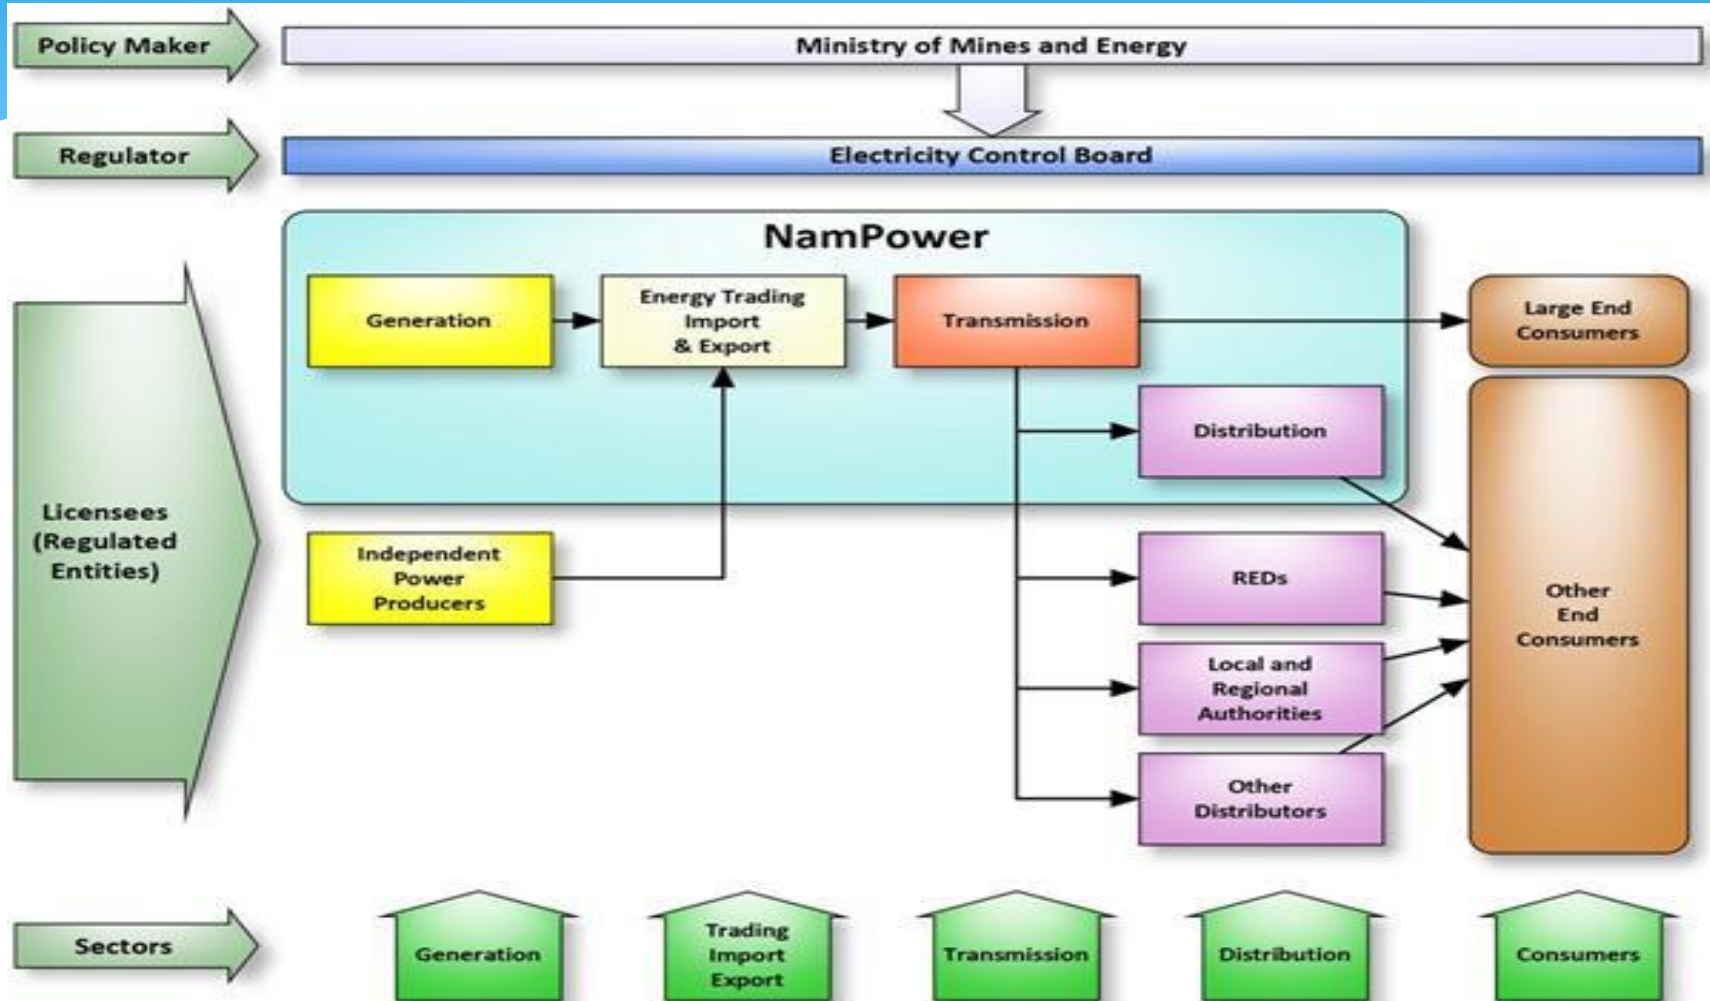 Policy Maker
Ministry of Mines and Energy
Regulator
Electricity Control Board
NamPower
Generation
Energy Trading
Import
& Export
Transmission
Large End
Consumers
Distribution
Licensees
(Regulated
Entities)
Independent
Power
Producers
REDs
Local and
Regional
Authorities
Other
Distributors
Other
End
Consumers
Sectors
Generation
Trading
Import
Export
Transmission
Distribution
Consumers